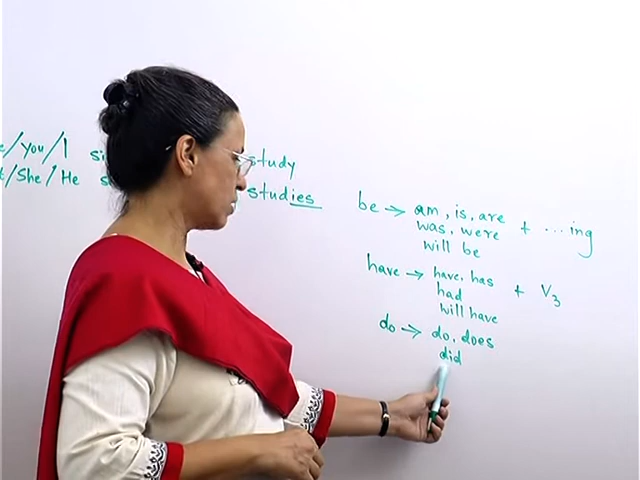 /you/I study
/She/He studies
be → am, is, are + ...ing
was, were
will be
have → have, has + V3
had
will have
do → do, does
did